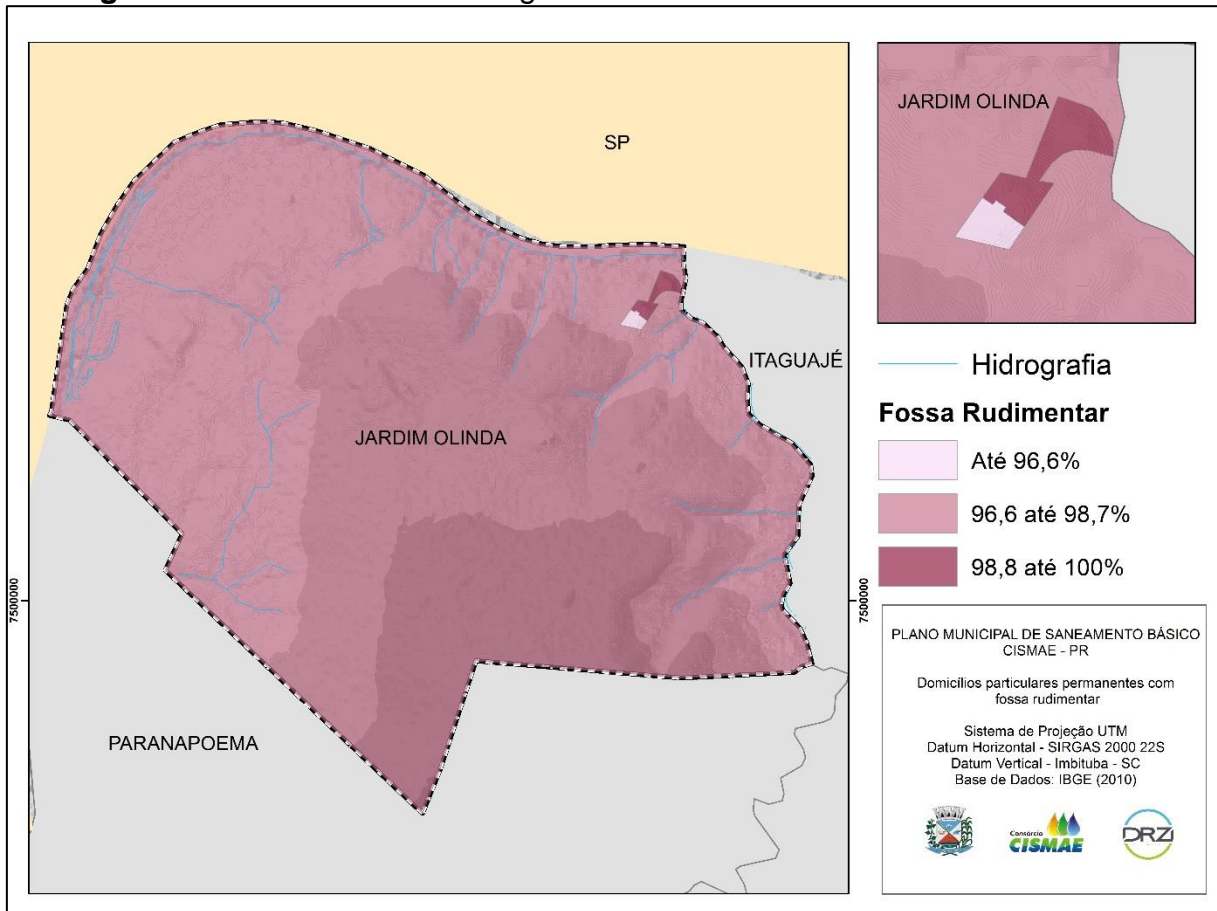 SP
JARDIM OLINDA
ITAGUAJÉ
JARDIM OLINDA
7500000
7500000
PARANAPOEMA
Hidrografia
Fossa Rudimentar
Até 96,6%
96,6 até 98,7%
98,8 até 100%
PLANO MUNICIPAL DE SANEAMENTO BÁSICO
CISMAE - PR
Domicílios particulares permanentes com
fossa rudimentar
Sistema de Projeção UTM
Datum Horizontal - SIRGAS 2000 22S
Datum Vertical - Imbituba - SC
Base de Dados: IBGE (2010)
Consórcio
CISMAE
DRZ